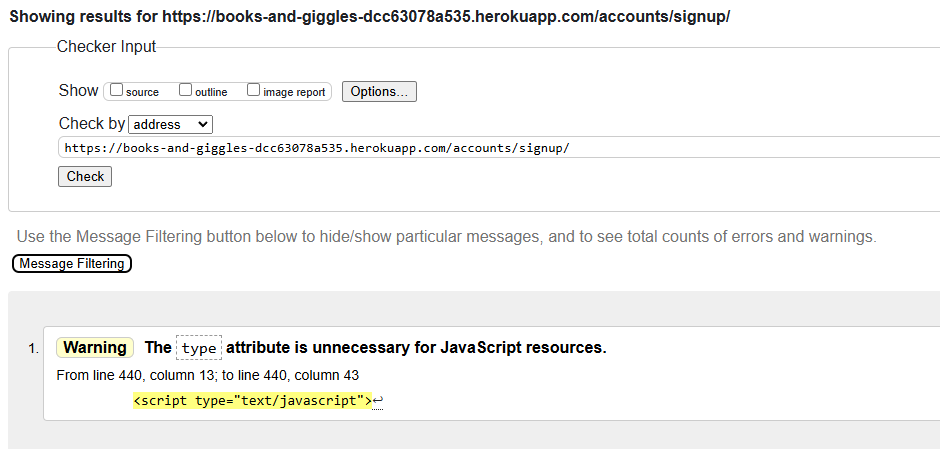 Showing results for https://books-and-giggles-dcc63078a535.herokuapp.com/accounts/signup/
Checker Input
Show source outline image report Options...
Check by address
https://books-and-giggles-dcc63078a535.herokuapp.com/accounts/signup/
Check
Use the Message Filtering button below to hide/show particular messages, and to see total counts of errors and warnings.
Message Filtering
1. Warning The type attribute is unnecessary for JavaScript resources.
From line 440, column 13; to line 440, column 43
<script type="text/javascript">↩